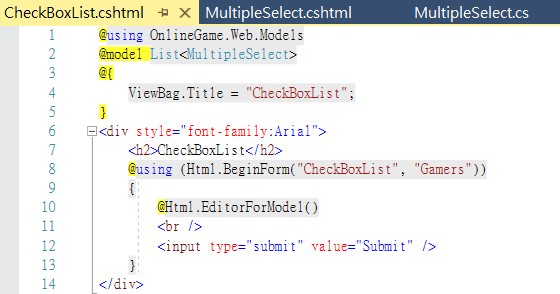 CheckBoxList.cshtml MultipleSelect.cshtml MultipleSelect.cs
1 @using OnlineGame.Web.Models
2 @model List<MultipleSelect>
3 @{
4 ViewBag.Title = "CheckBoxList";
5 }
6 <div style="font-family:Arial">
7 <h2>CheckBoxList</h2>
8 @using (Html.BeginForm("CheckBoxList", "Gamers"))
9 {
10 @Html.EditorForModel()
11 <br />
12 <input type="submit" value="Submit" />
13 }
14 </div>